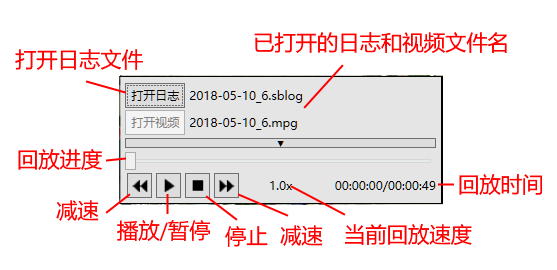 已打开的日志和视频文件名
打开日志文件
打开日志 2018-05-10_6.sblog
打开视频 2018-05-10_6.mpg
回放进度
1.0x 00:00:00/00:00:49
回放时间
减速
播放/暂停
停止
减速
当前回放速度